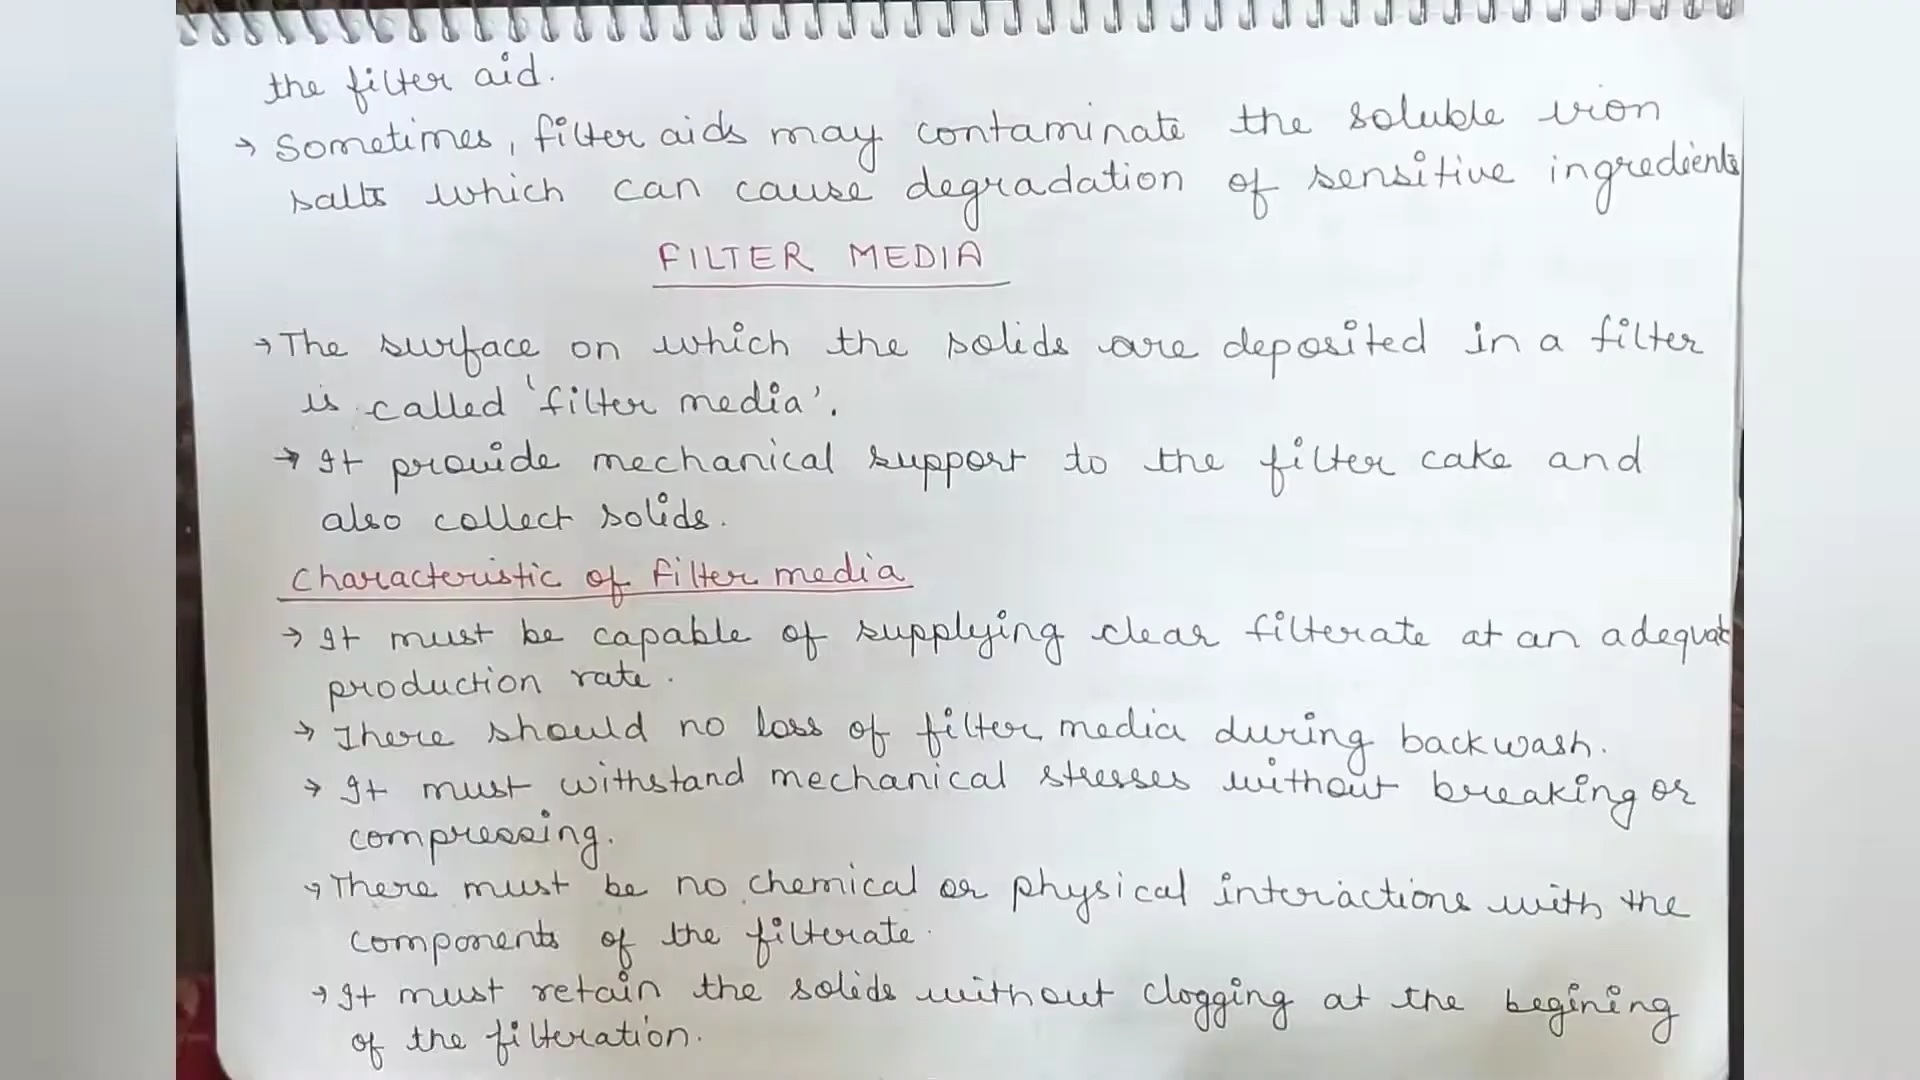 the filter aid.
→ Sometimes, filter aids may contaminate the soluble iron
salts which can cause degradation of sensitive ingredients
FILTER MEDIA
→ The surface on which the solids are deposited in a filter
is called 'filter media'.
→ It provide mechanical support to the filter cake and
also collect solids.
Characteristic of filter media
→ It must be capable of supplying clear filterate at an adequat
production rate.
→ There should no loss of filter media during backwash.
→ It must withstand mechanical stresses without breaking or
compressing.
→ There must be no chemical or physical interactions with the
components of the filterate.
→ It must retain the solids without clogging at the begining
of the filteration.